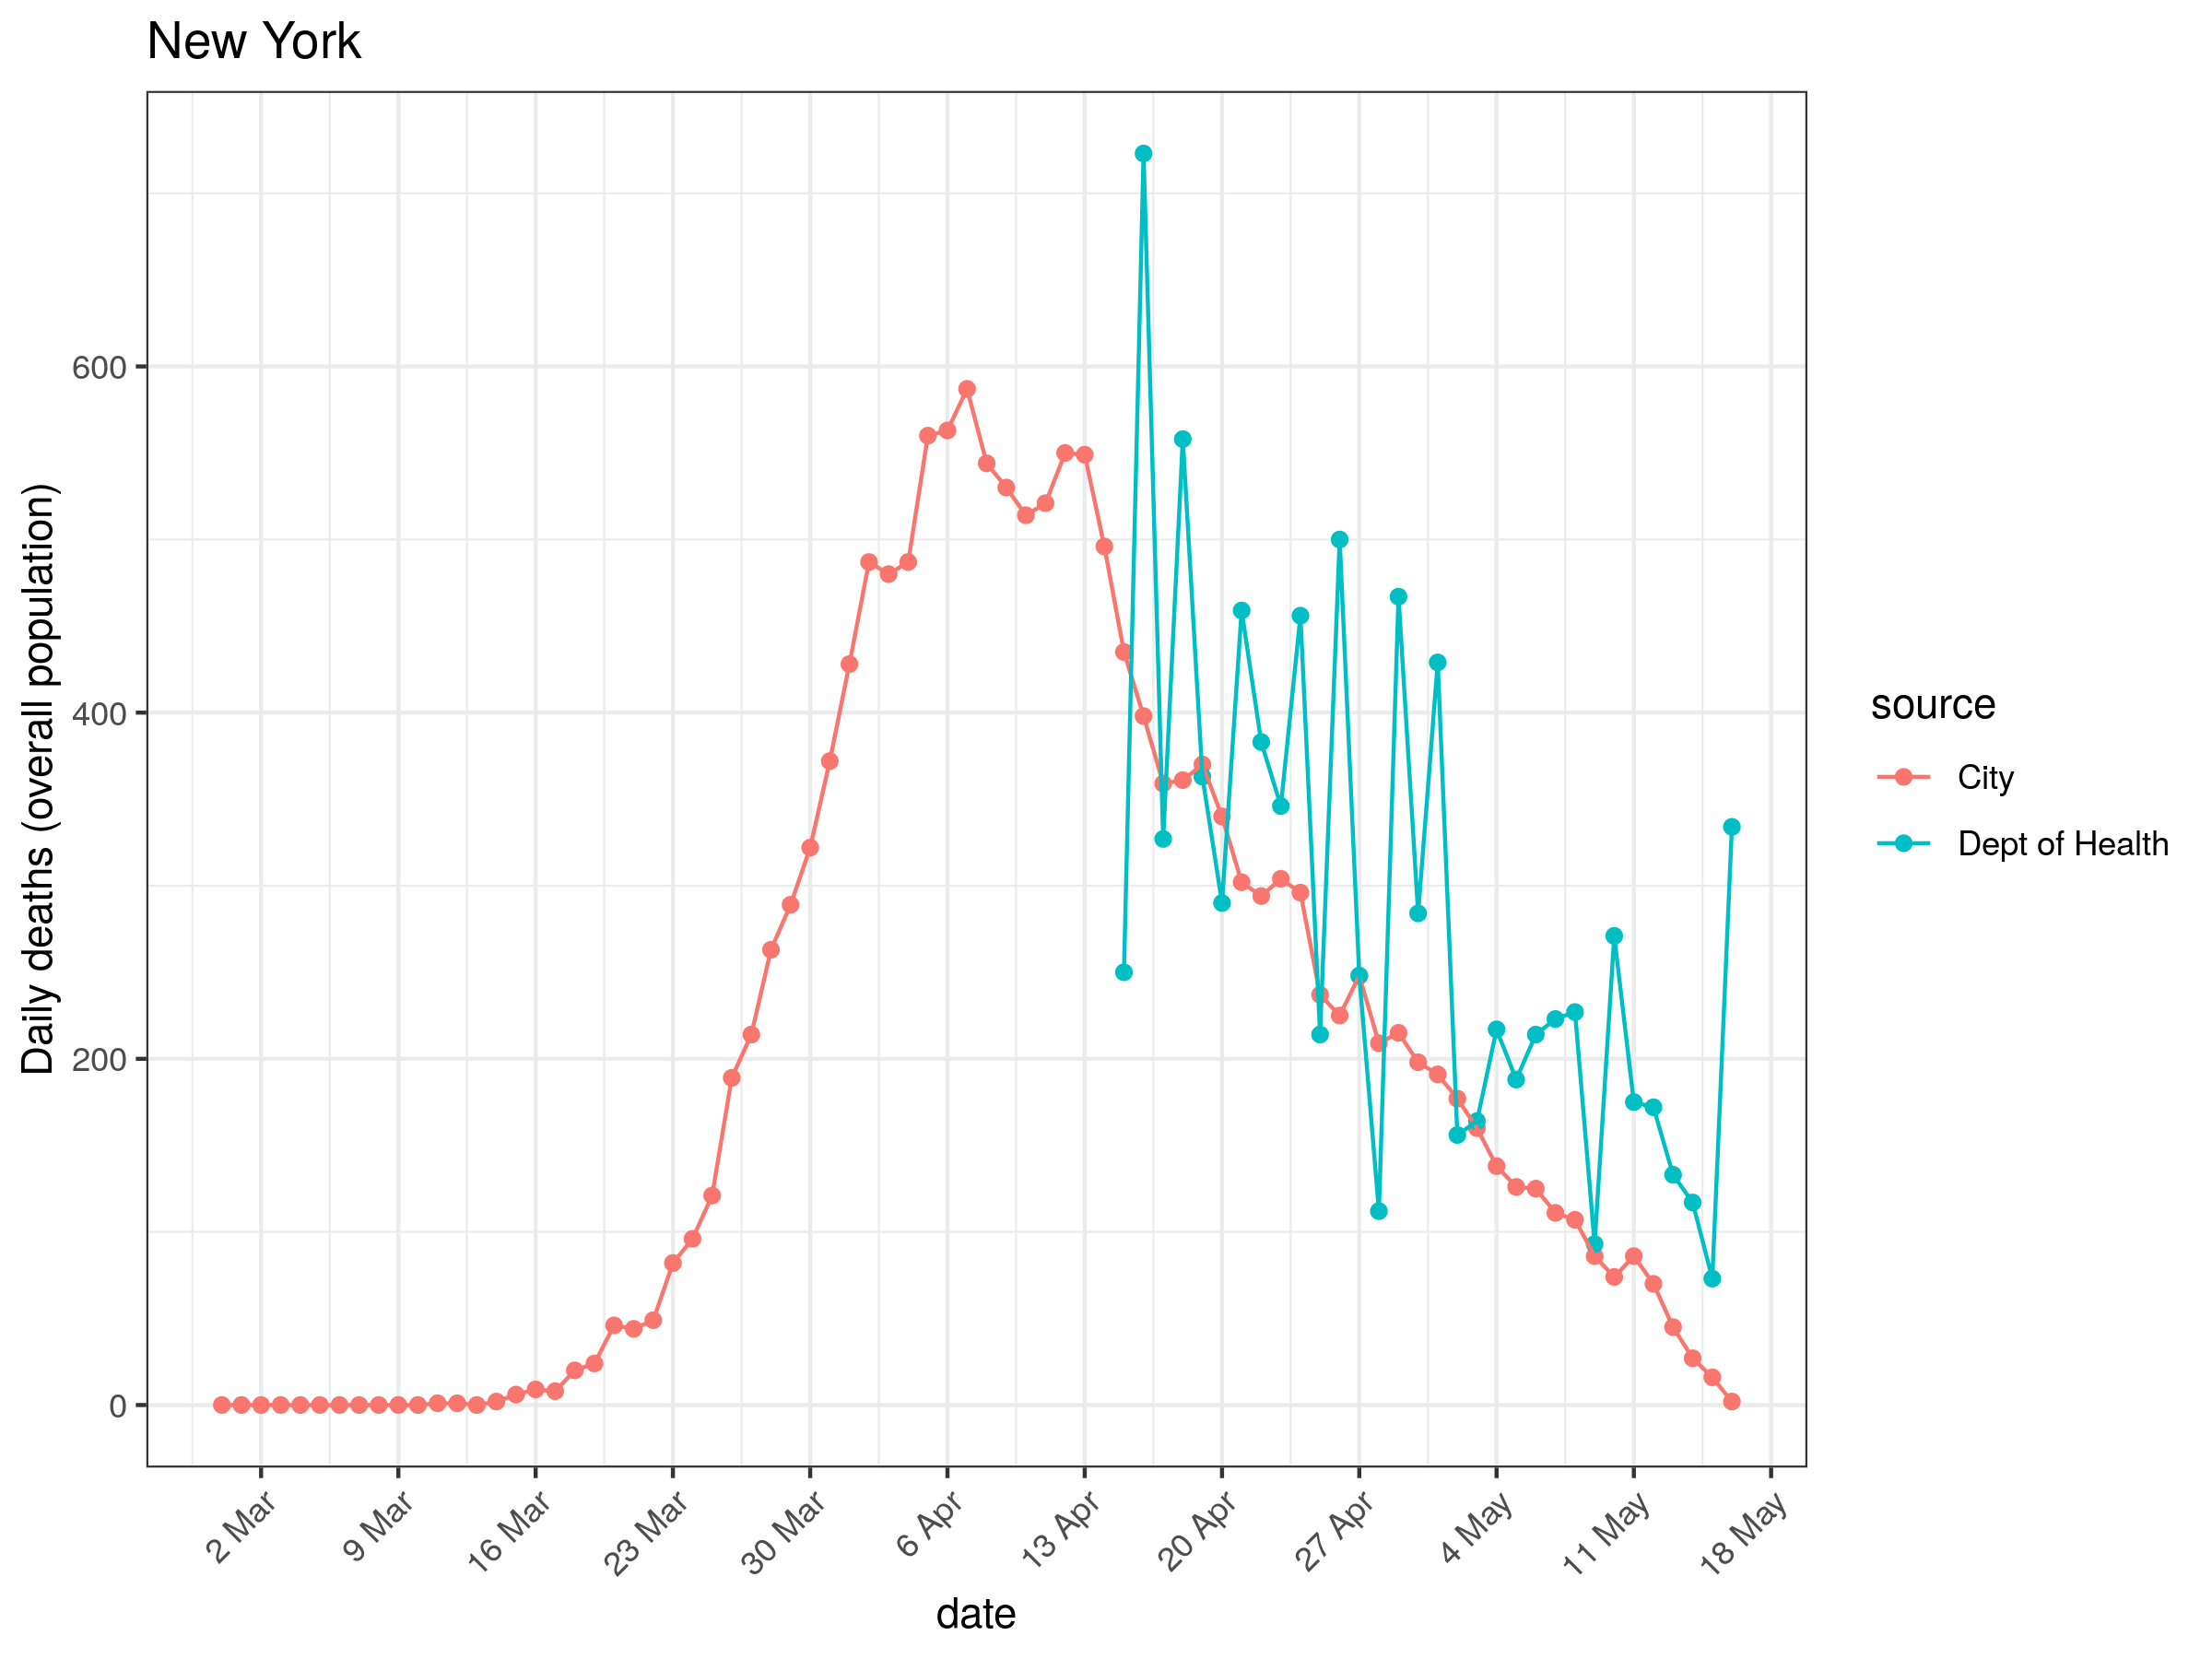 New York
Daily deaths (overall population)
600
400
200
0
2 Mar
9 Mar
16 Mar
23 Mar
30 Mar
6 Apr
13 Apr
20 Apr
27 Apr
4 May
11 May
18 May
date
source
City
Dept of Health